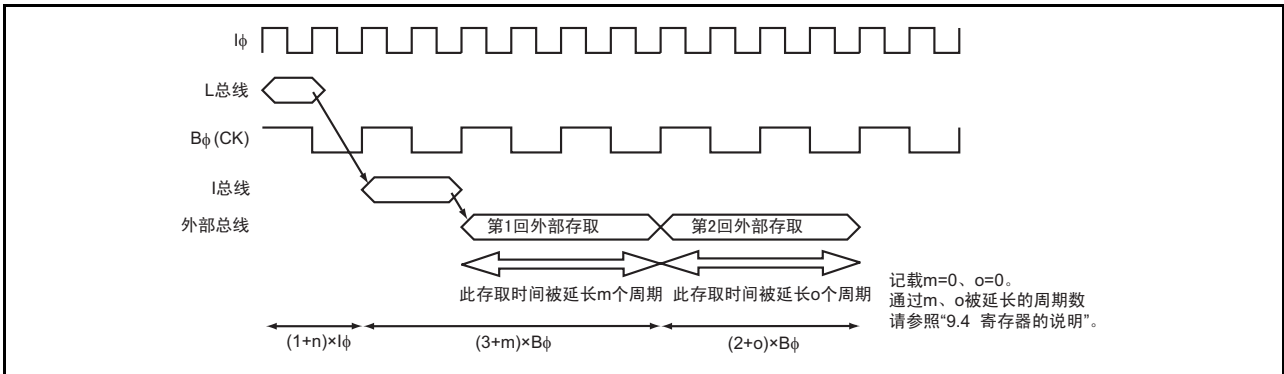 Iϕ
L总线
Bϕ (CK)
I总线
外部总线
第1回外部存取
第2回外部存取
此存取时间被延长m个周期
此存取时间被延长o个周期
记载m=0、o=0。
通过m、o被延长的周期数
请参照“9.4 寄存器的说明”。
(1+n)×Iϕ
(3+m)×Bϕ
(2+o)×Bϕ